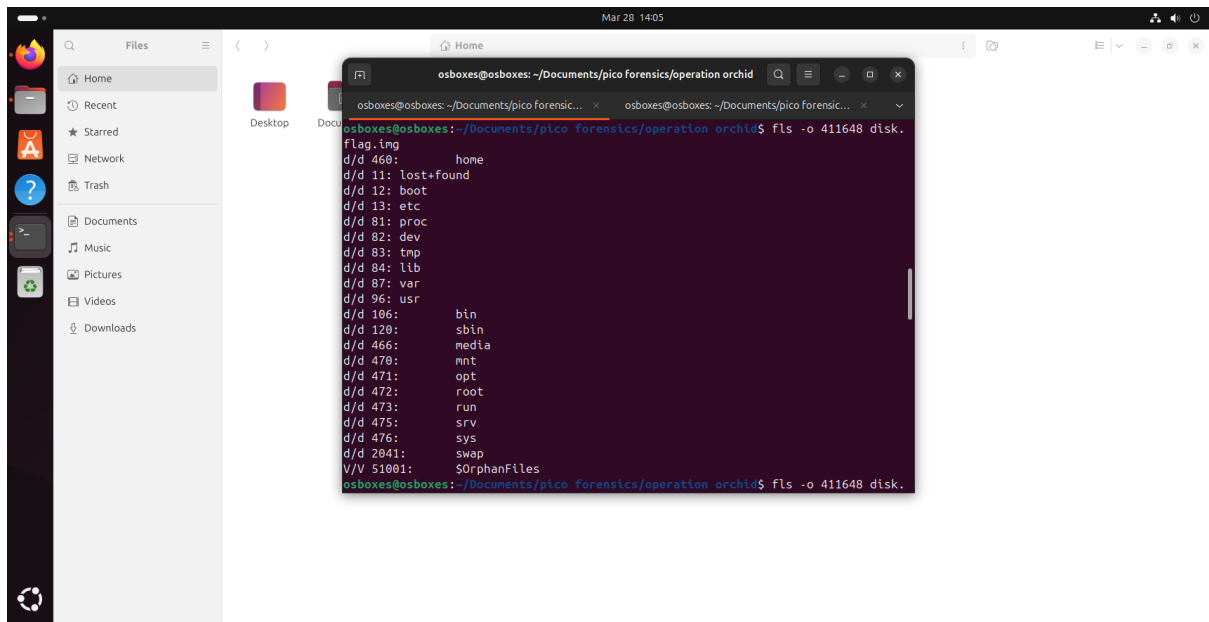 Mar 28 14:05
Files
Home
Home
Recent
Starred
Network
Trash
Documents
Music
Pictures
Videos
Downloads
Desktop
Docu
osboxes@osboxes: ~/Documents/pico forensics/operation orchid
osboxes@osboxes: ~/Documents/pico forensic...
osboxes@osboxes: ~/Documents/pico forensic...
osboxes@osboxes:~/Documents/pico forensics/operation orchid$ fls -o 411648 disk.
flag.img
d/d 460: home
d/d 11: lost+found
d/d 12: boot
d/d 13: etc
d/d 81: proc
d/d 82: dev
d/d 83: tmp
d/d 84: lib
d/d 87: var
d/d 96: usr
d/d 106: bin
d/d 120: sbin
d/d 466: media
d/d 470: mnt
d/d 471: opt
d/d 472: root
d/d 473: run
d/d 475: srv
d/d 476: sys
d/d 2041: swap
V/V 51001: $OrphanFiles
osboxes@osboxes:~/Documents/pico forensics/operation orchid$ fls -o 411648 disk.